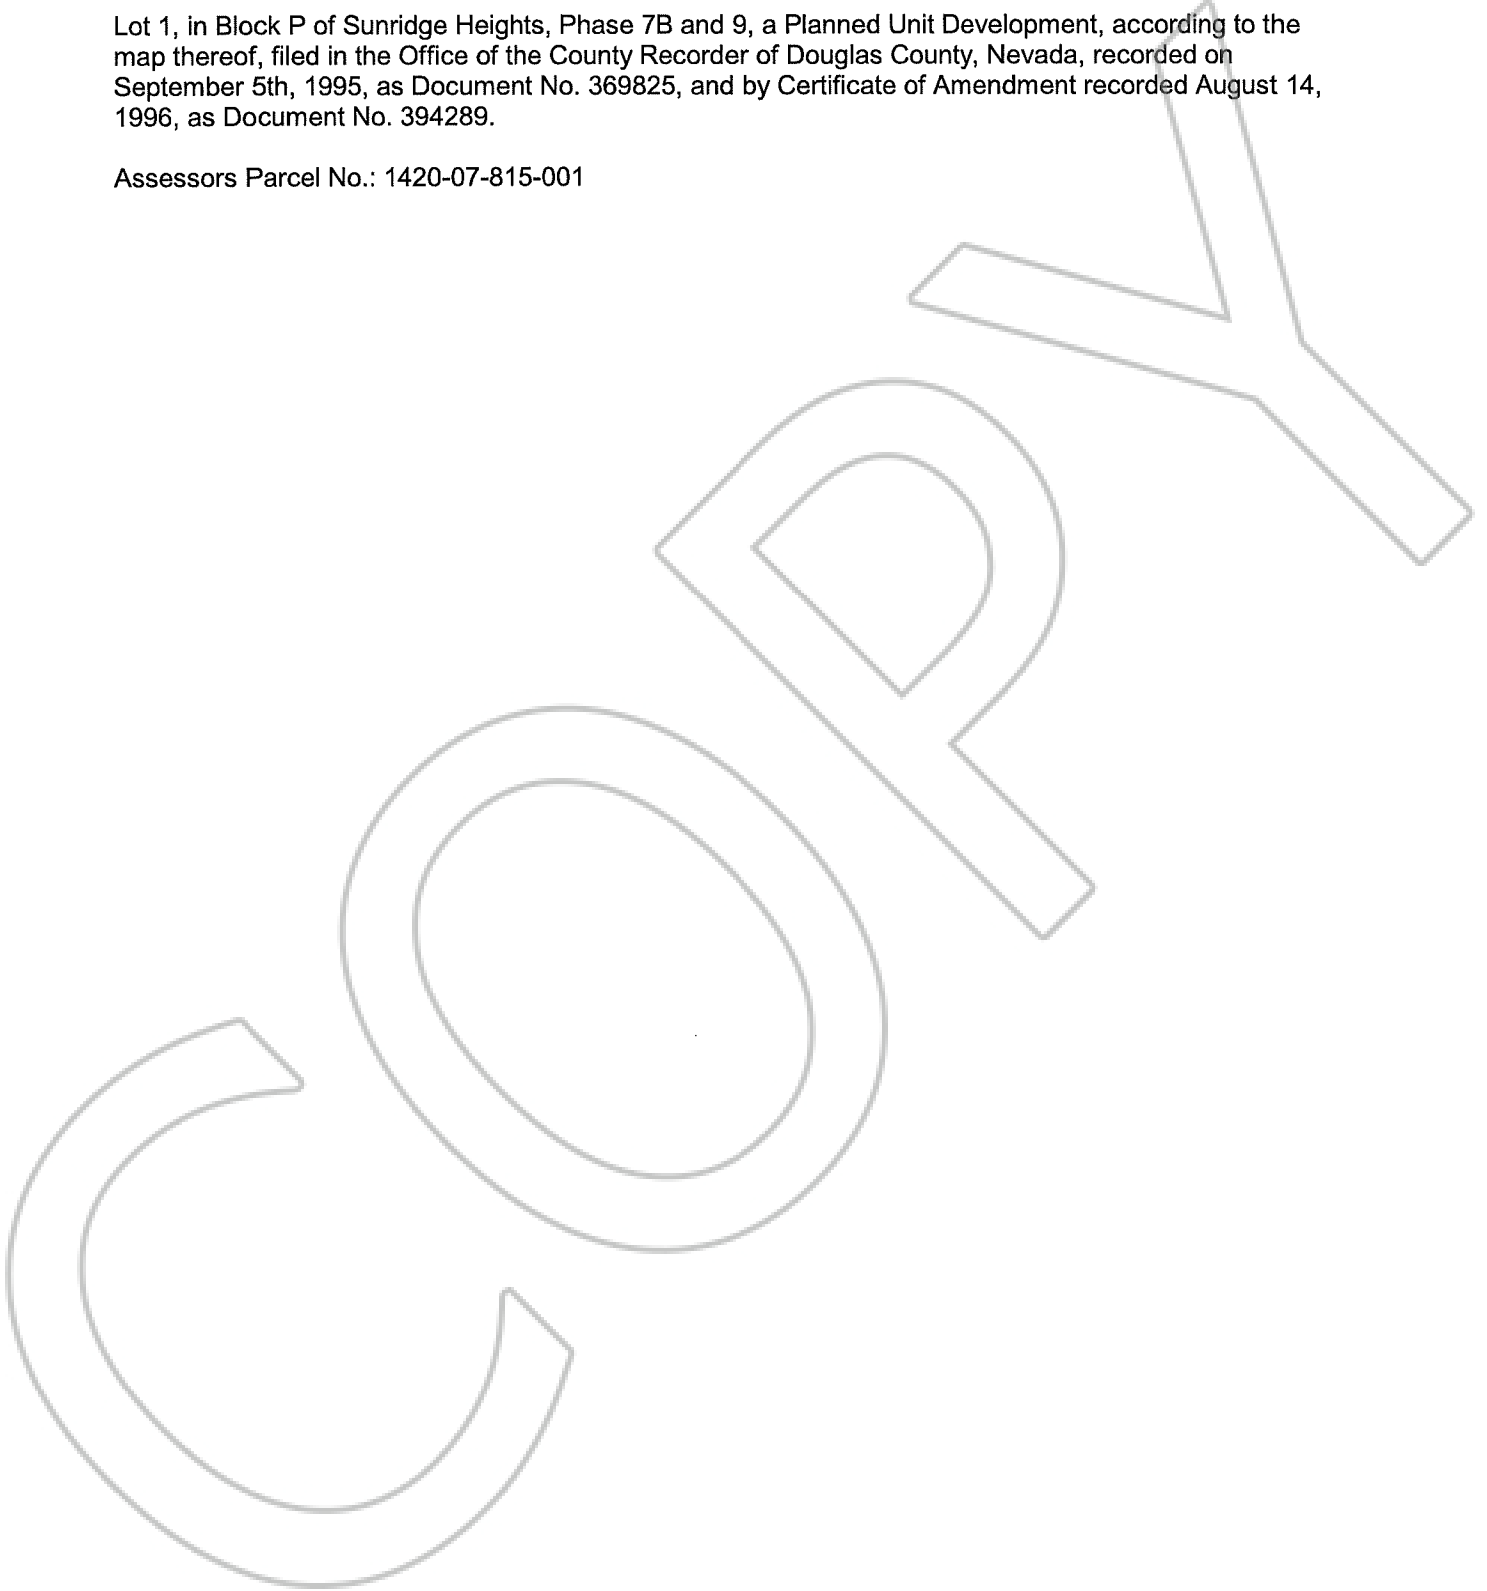 Lot 1, in Block P of Sunridge Heights, Phase 7B and 9, a Planned Unit Development, according to the
map thereof, filed in the Office of the County Recorder of Douglas County, Nevada, recorded on
September 5th, 1995, as Document No. 369825, and by Certificate of Amendment recorded August 14,
1996, as Document No. 394289.
Assessors Parcel No.: 1420-07-815-001
COPY